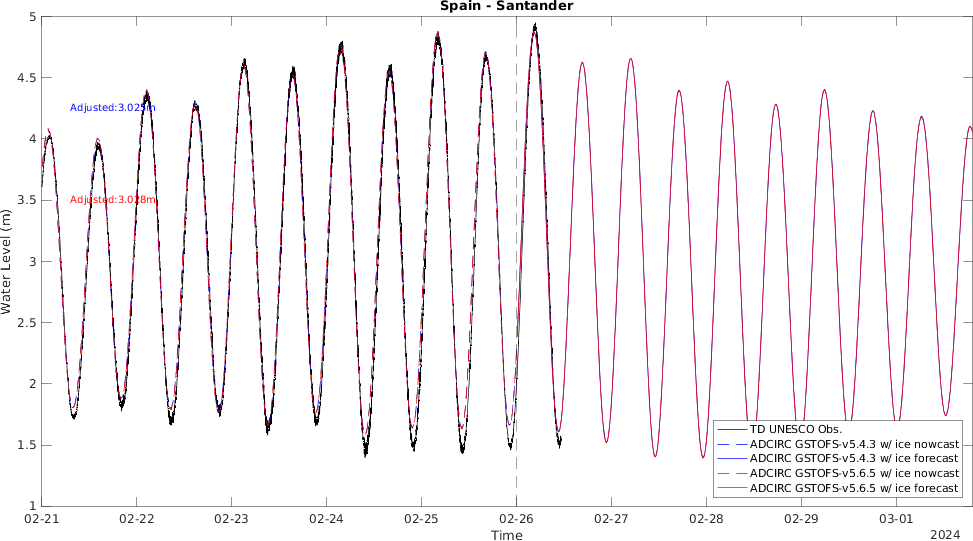 Spain - Santander
5
4.5
4
3.5
3
2.5
2
1.5
1
Water Level (m)
Adjusted:3.025m
Adjusted:3.028m
TD UNESCO Obs.
ADCIRC GSTOFS-v5.4.3 w/ ice nowcast
ADCIRC GSTOFS-v5.4.3 w/ ice forecast
ADCIRC GSTOFS-v5.6.5 w/ ice nowcast
ADCIRC GSTOFS-v5.6.5 w/ ice forecast
02-21 02-22 02-23 02-24 02-25 02-26 02-27 02-28 02-29 03-01
Time
2024